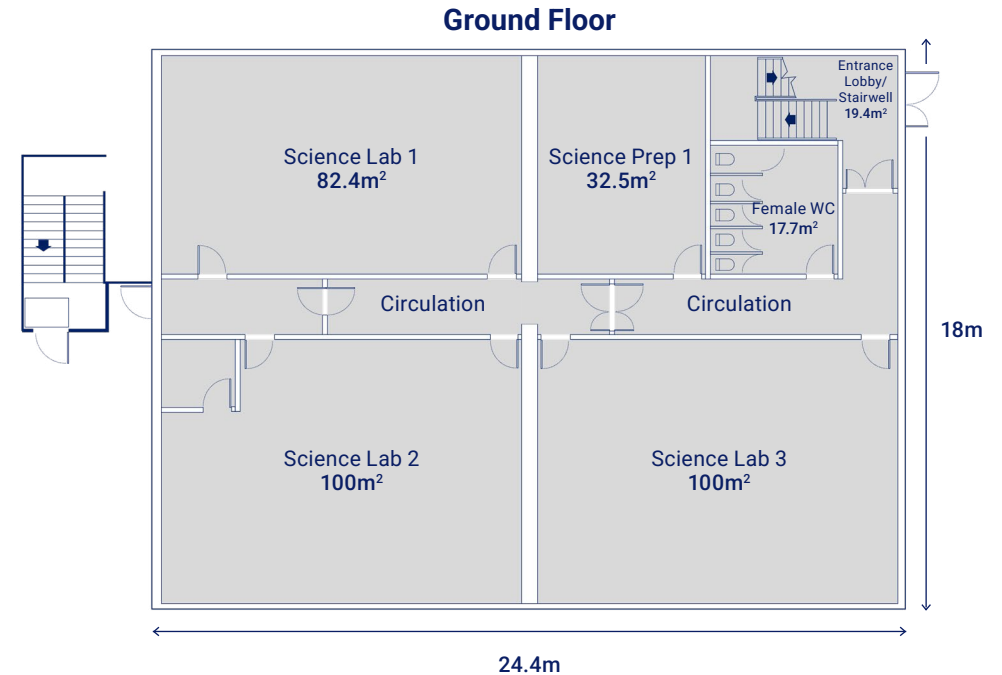 Ground Floor
Entrance
Lobby/
Stairwell
19.4m²
Science Lab 1
82.4m²
Science Prep 1
32.5m²
Female WC
17.7m²
Circulation
Circulation
18m
Science Lab 2
100m²
Science Lab 3
100m²
24.4m